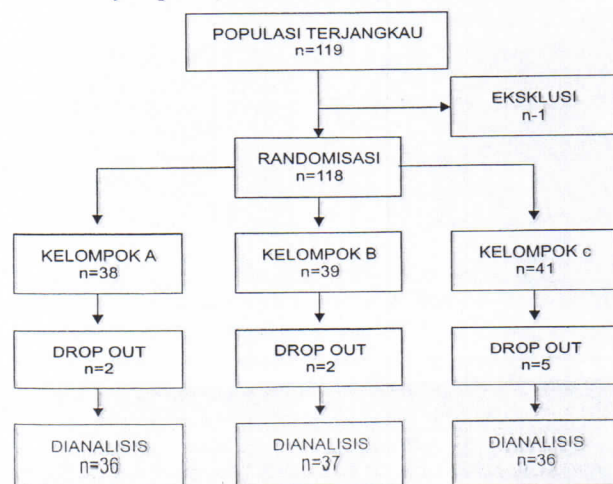 POPULASI TERJANGKAU
n=119
EKSKLUSI
n-1
RANDOMISASI
n=118
KELOMPOK A
n=38
KELOMPOK B
n=39
KELOMPOK c
n=41
DROP OUT
n=2
DROP OUT
n=2
DROP OUT
n=5
DIANALISIS
n=36
DIANALISIS
n=37
DIANALISIS
n=36